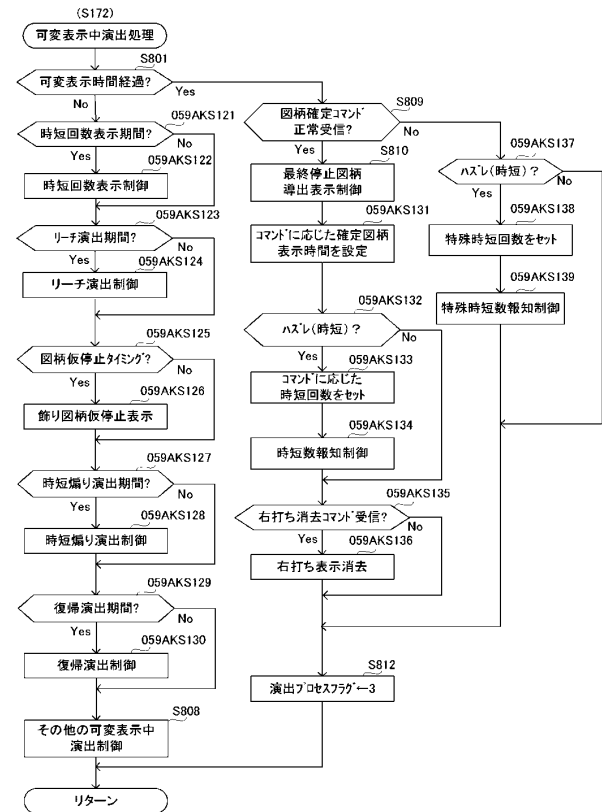 (S172)
可変表示中演出処理
S801
可変表示時間経過?
Yes
No
059AKS121
時短回数表示期間?
No
Yes
059AKS122
時短回数表示制御
059AKS123
リーチ演出期間?
No
Yes
059AKS124
リーチ演出制御
059AKS125
図柄仮停止タイミング?
No
Yes
059AKS126
飾り図柄仮停止表示
059AKS127
時短煽り演出期間?
No
Yes
059AKS128
時短煽り演出制御
059AKS129
復帰演出期間?
No
Yes
059AKS130
復帰演出制御
S808
その他の可変表示中
演出制御
リターン
S809
図柄確定コマンド
正常受信?
No
Yes
S810
最終停止図柄
導出表示制御
059AKS131
コマンドに応じた確定図柄
表示時間を設定
059AKS132
ハズレ(時短)?
No
Yes
059AKS133
コマンドに応じた
時短回数をセット
059AKS134
時短数報知制御
059AKS135
右打ち消去コマンド受信?
No
Yes
059AKS136
右打ち表示消去
S812
演出プロセスフラグ←3
059AKS137
ハズレ(時短)?
No
Yes
059AKS138
特殊時短回数をセット
059AKS139
特殊時短数報知制御